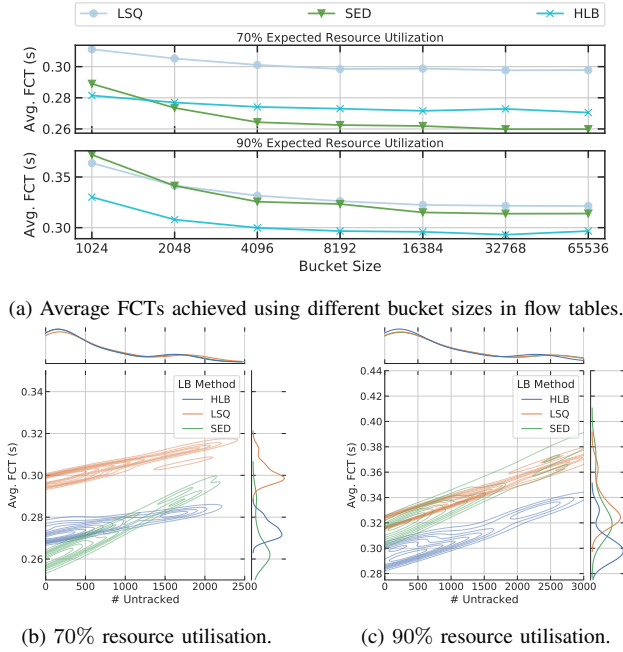 LSQ SED HLB
70% Expected Resource Utilization
0.30
0.28
0.26
Avg. FCT (s)
90% Expected Resource Utilization
0.35
0.30
Avg. FCT (s)
1024 2048 4096 8192 16384 32768 65536
Bucket Size
(a) Average FCTs achieved using different bucket sizes in flow tables.
0.34
0.32
0.30
0.28
0.26
Avg. FCT (s)
LB Method
HLB
LSQ
SED
0 500 1000 1500 2000 2500
# Untracked
(b) 70% resource utilisation.
0.44
0.42
0.40
0.38
0.36
0.34
0.32
0.30
0.28
Avg. FCT (s)
LB Method
HLB
LSQ
SED
0 500 1000 1500 2000 2500 3000
# Untracked
(c) 90% resource utilisation.